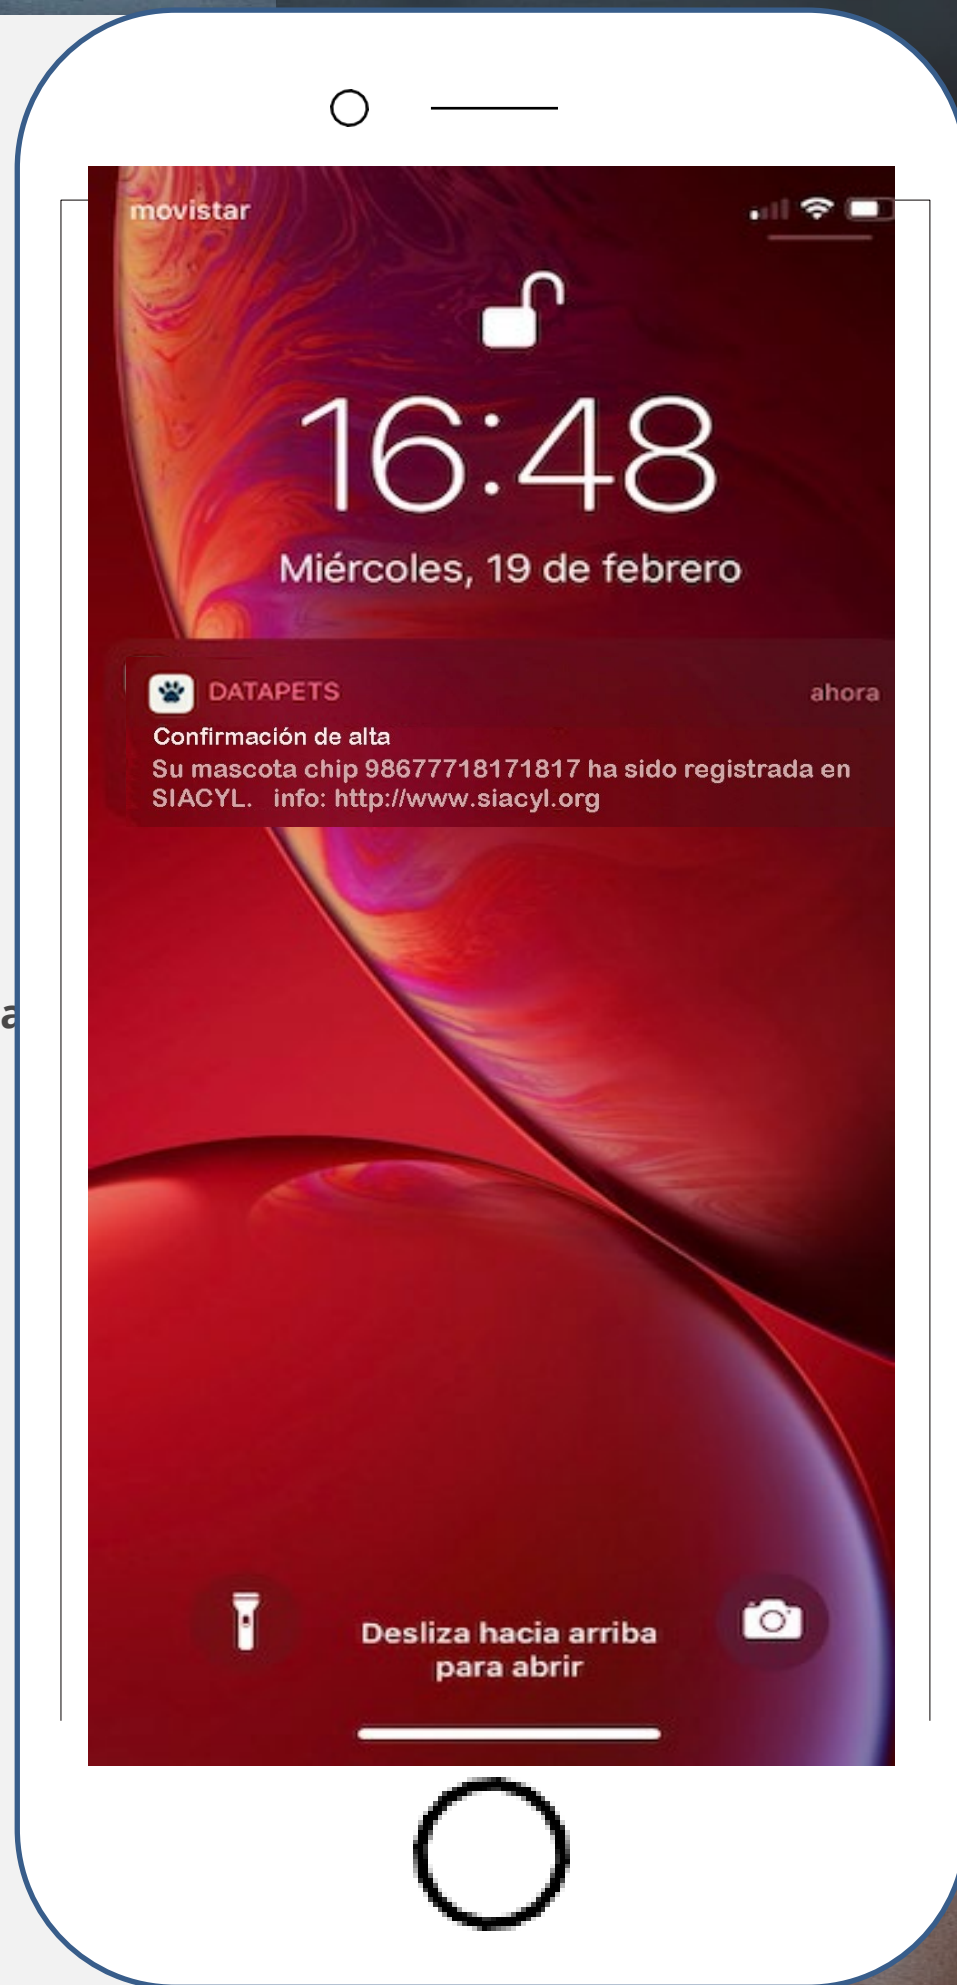 movistar
16:48
Miércoles, 19 de febrero
DATAPETS
ahora
Confirmación de alta
Su mascota chip 98677718171817 ha sido registrada en
SIACYL. info: http://www.siacyl.org
a
Desliza hacia arriba
para abrir